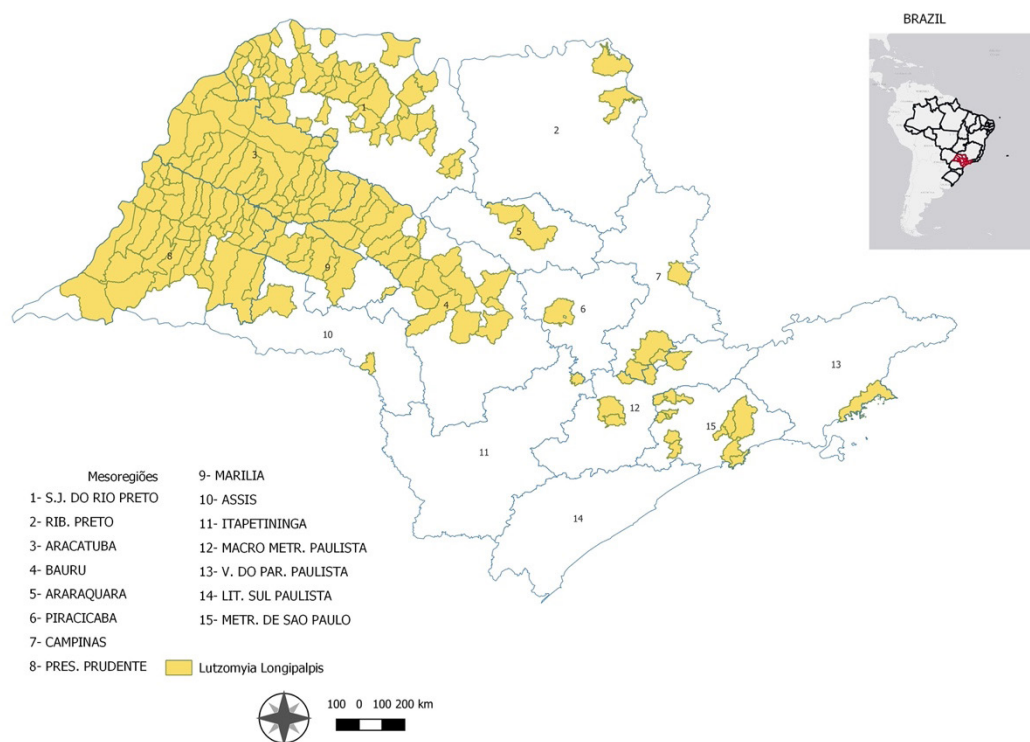 BRAZIL
1
2
3
5
8
9
7
4
6
10
13
12
15
11
14
Mesoregiões
1- S.J. DO RIO PRETO
2- RIB. PRETO
3- ARACATUBA
4- BAURU
5- ARARAQUARA
6- PIRACICABA
7- CAMPINAS
8- PRES. PRUDENTE
9- MARILIA
10- ASSIS
11- ITAPETININGA
12- MACRO METR. PAULISTA
13- V. DO PAR. PAULISTA
14- LIT. SUL PAULISTA
15- METR. DE SAO PAULO
Lutzomyia Longipalpis
100 0 100 200 km